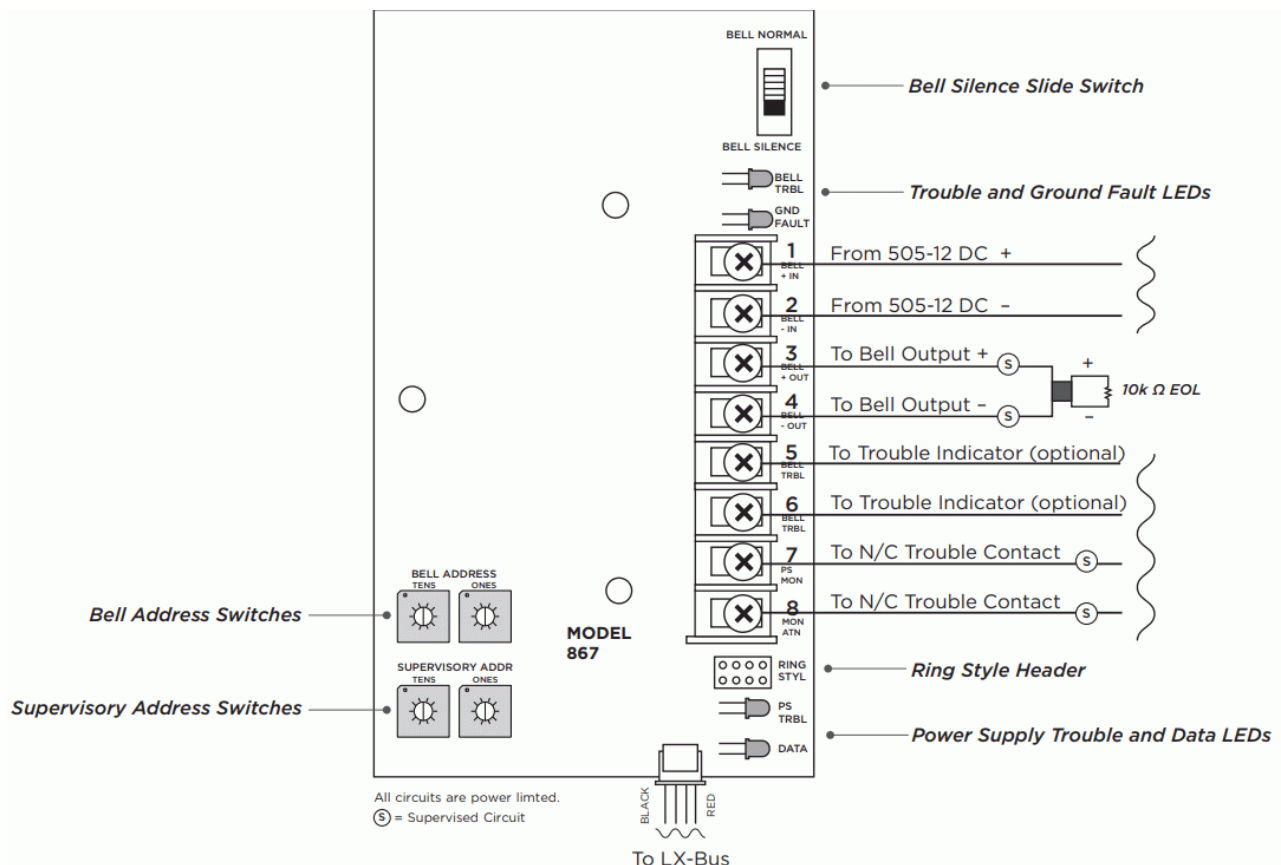 BELL NORMAL
Bell Silence Slide Switch
BELL SILENCE
BELL
TRBL
Trouble and Ground Fault LEDs
GND
FAULT
1
BELL
+ IN
From 505-12 DC +
2
BELL
- IN
From 505-12 DC –
3
BELL
+ OUT
To Bell Output +
S
+
10k Ω EOL
4
BELL
- OUT
To Bell Output –
S
–
5
BELL
TRBL
To Trouble Indicator (optional)
6
BELL
TRBL
To Trouble Indicator (optional)
7
PS
MON
To N/C Trouble Contact
S
8
MON
ATN
To N/C Trouble Contact
S
BELL ADDRESS
TENS ONES
Bell Address Switches
MODEL
867
SUPERVISORY ADDR
TENS ONES
Supervisory Address Switches
RING
STYL
Ring Style Header
PS
TRBL
Power Supply Trouble and Data LEDs
DATA
All circuits are power limted.
S = Supervised Circuit
BLACK
RED
To LX-Bus